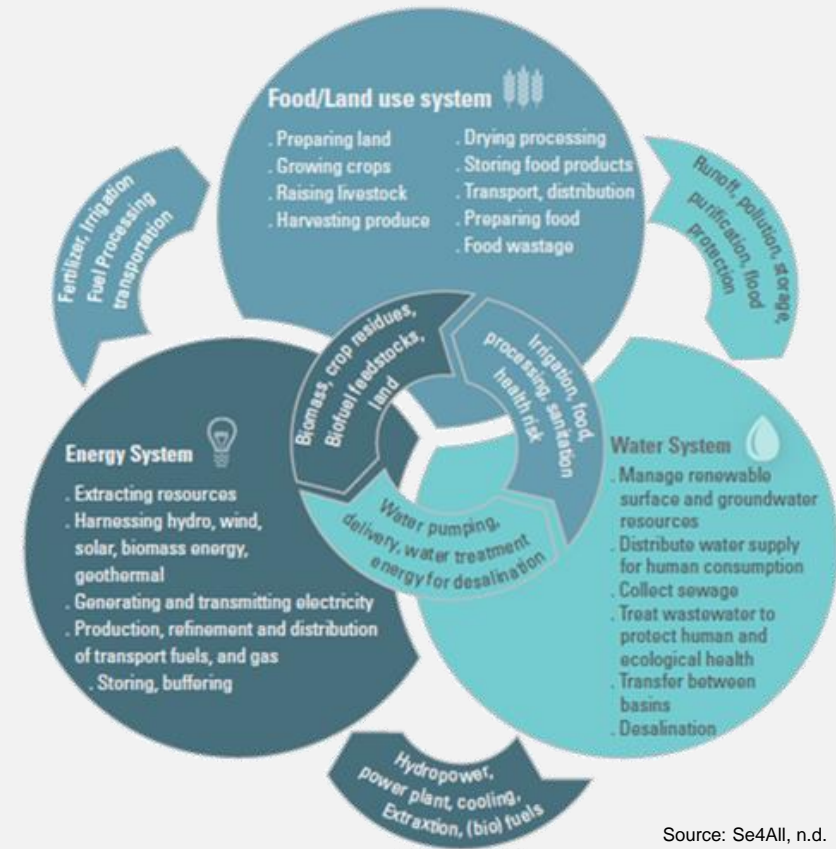 Food/Land use system
. Preparing land
. Growing crops
. Raising livestock
. Harvesting produce
. Drying processing
. Storing food products
. Transport, distribution
. Preparing food
. Food wastage
Fertilizer, Irrigation
Fuel Processing
transportation
Runoff, pollution, storage,
purification, flood
protection
Biomass, crop residues,
Biofuel feedstocks,
land
Irrigation, food,
processing, sanitation
health risk
Water pumping,
delivery, water treatment
energy for desalination
Energy System
. Extracting resources
. Harnessing hydro, wind,
solar, biomass energy,
geothermal
. Generating and transmitting electricity
. Production, refinement and distribution
of transport fuels, and gas
. Storing, buffering
Water System
. Manage renewable
surface and groundwater
resources
. Distribute water supply
for human consumption
. Collect sewage
. Treat wastewater to
protect human and
ecological health
. Transfer between
basins
. Desalination
Hydropower,
power plant, cooling,
Extraxtion, (bio) fuels
Source: Se4All, n.d.